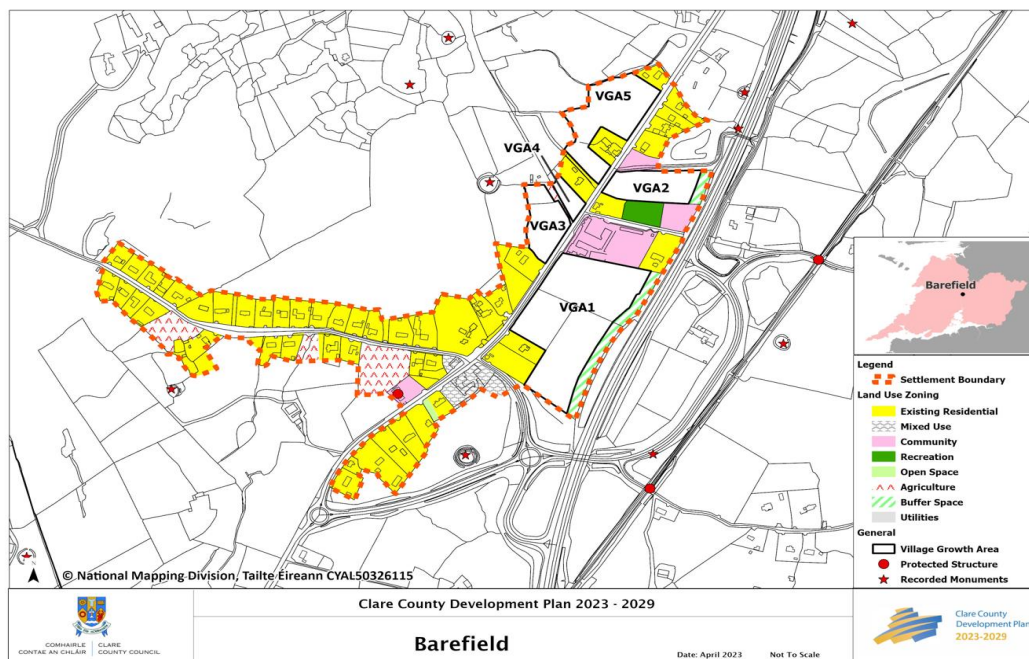 VGA5
VGA4
VGA2
VGA3
VGA1
Barefield
Legend
Settlement Boundary
Land Use Zoning
Existing Residential
Mixed Use
Community
Recreation
Open Space
Agriculture
Buffer Space
Utilities
General
Village Growth Area
Protected Structure
Recorded Monuments
© National Mapping Division, Tailte Éireann CYAL50326115
COMHAIRLE
CONTAE AN CHLÁIR
CLARE
COUNTY COUNCIL
Clare County Development Plan 2023 - 2029
Barefield
Date: April 2023 Not To Scale
Clare County
Development Plan
2023-2029